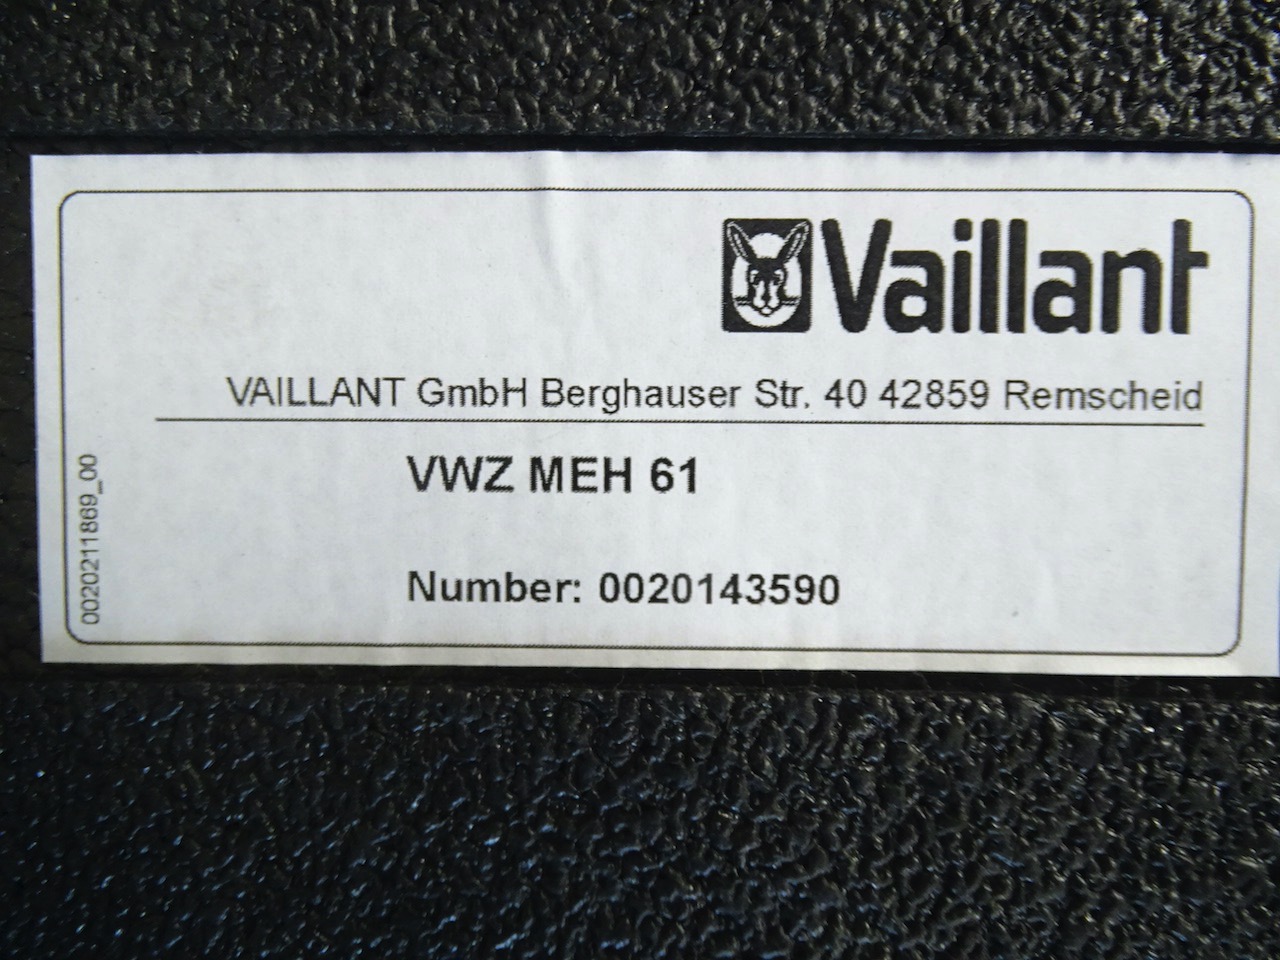 Vaillant
VAILLANT GmbH Berghauser Str. 40 42859 Remscheid
VWZ MEH 61
Number: 0020143590
0020211869_00